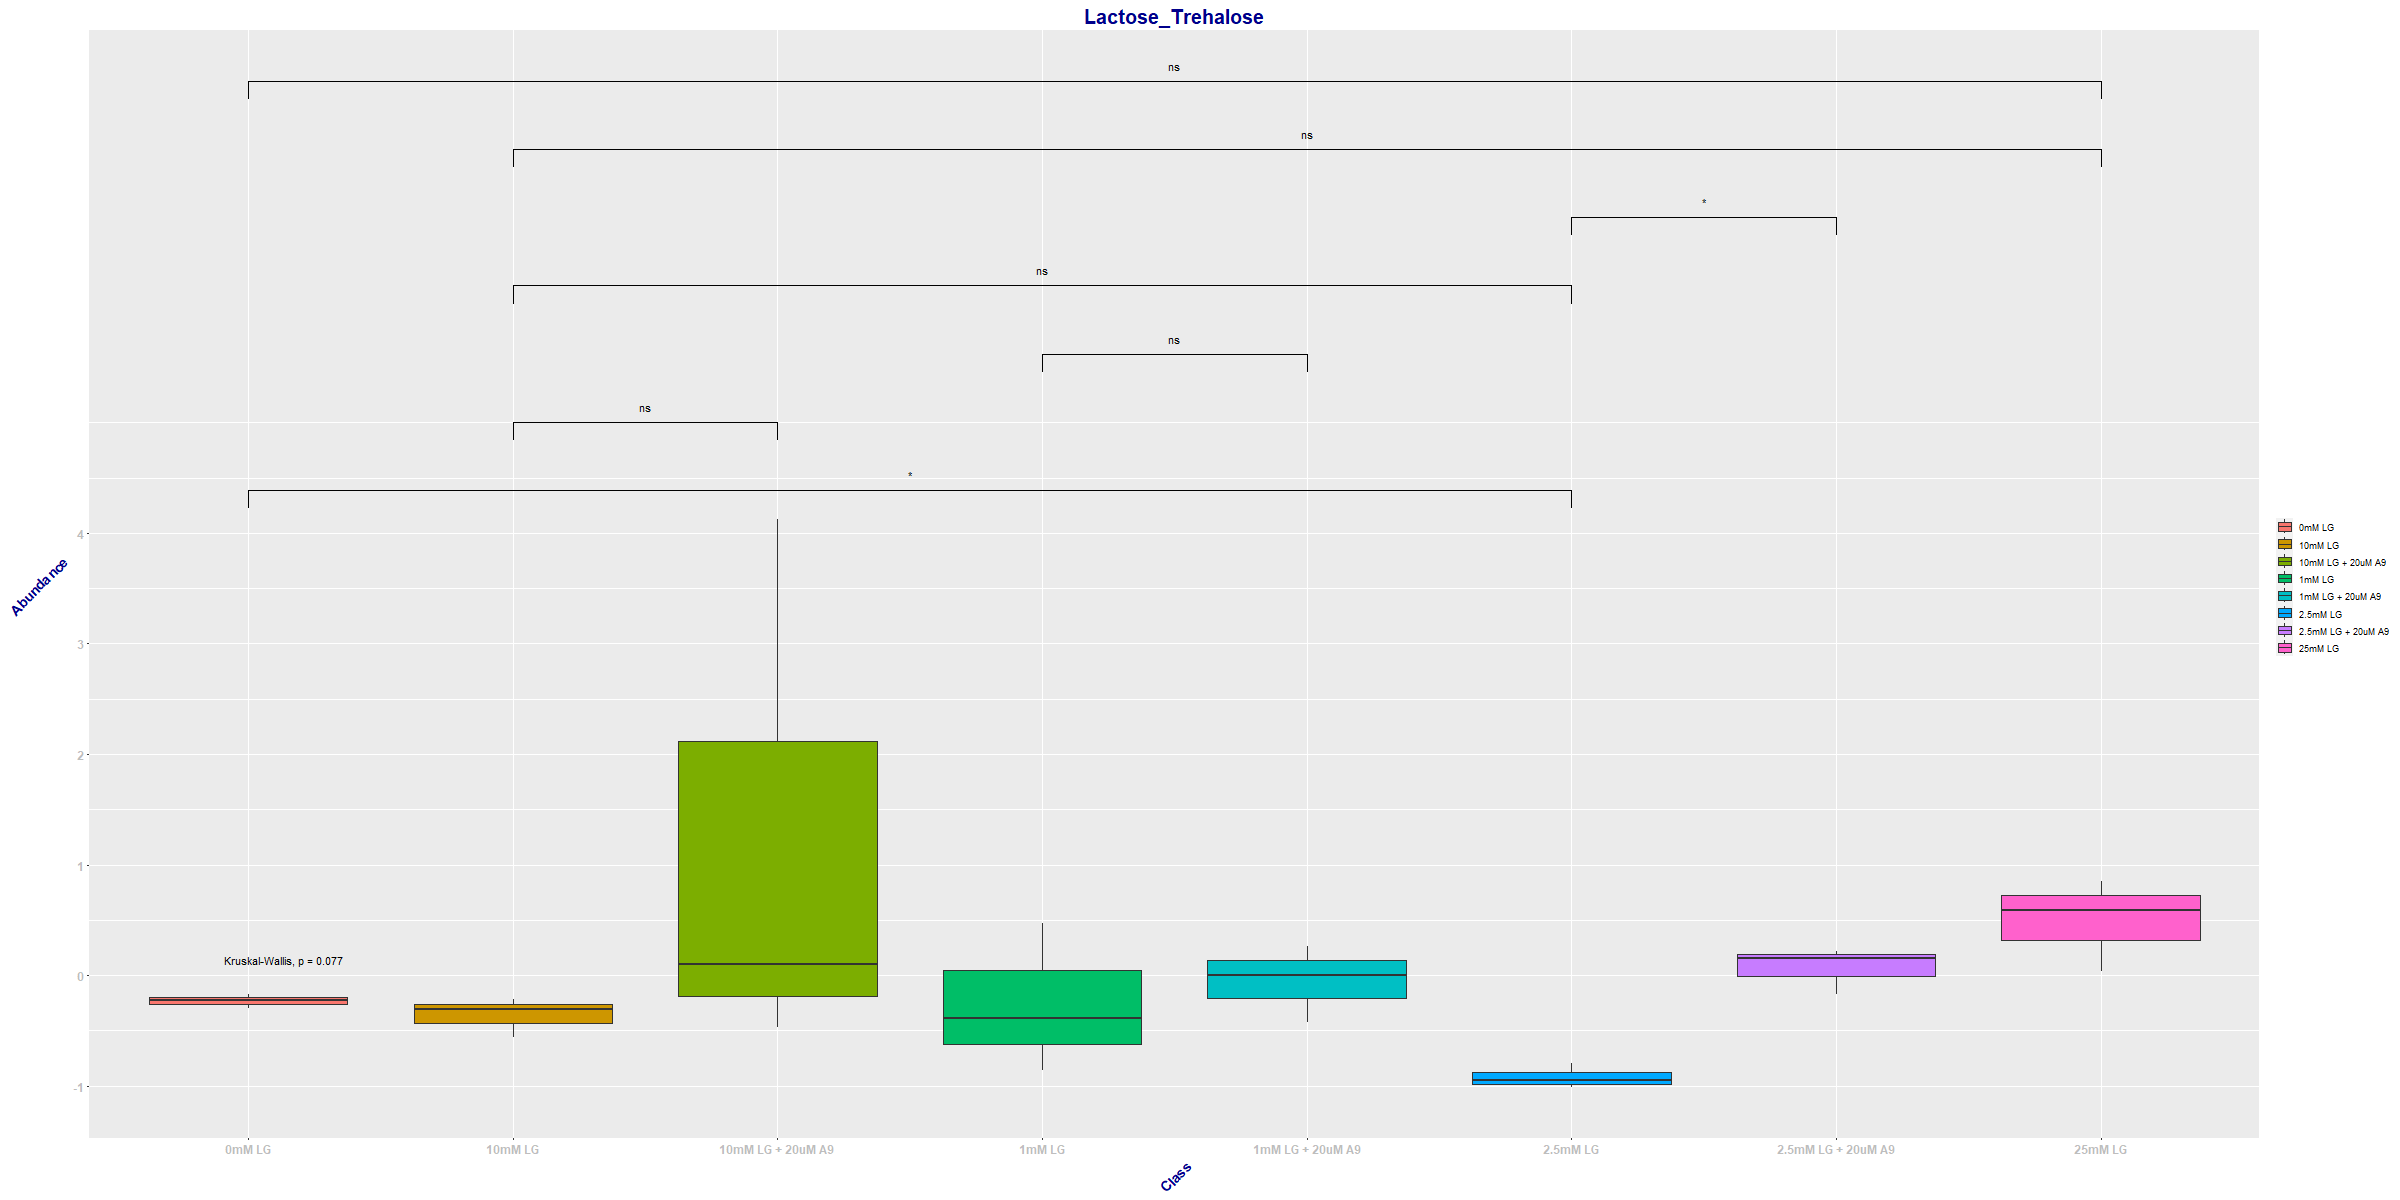 Lactose_Trehalose
ns
ns
*
ns
ns
ns
*
4
3
2
1
0
-1
Abundance
Kruskal-Wallis, p = 0.077
0mM LG
10mM LG
10mM LG + 20uM A9
1mM LG
1mM LG + 20uM A9
2.5mM LG
2.5mM LG + 20uM A9
25mM LG
Class
0mM LG
10mM LG
10mM LG + 20uM A9
1mM LG
1mM LG + 20uM A9
2.5mM LG
2.5mM LG + 20uM A9
25mM LG